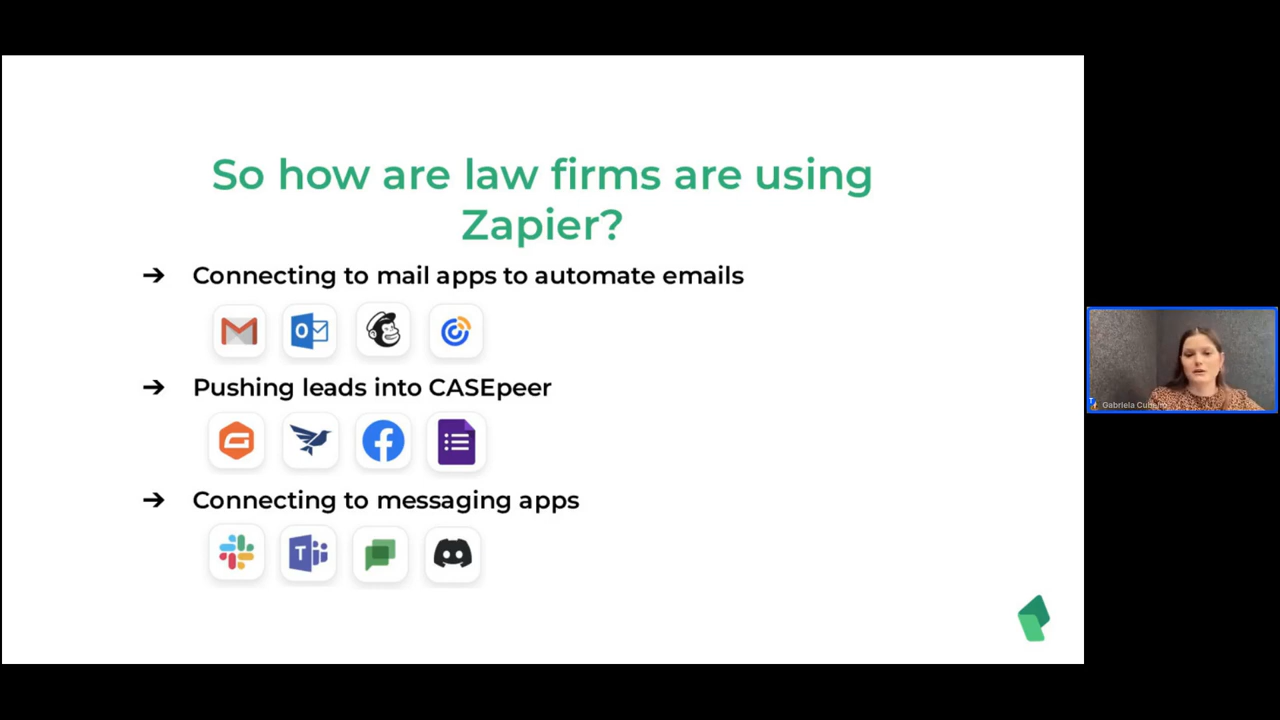 So how are law firms are using
Zapier?
➔ Connecting to mail apps to automate emails
➔ Pushing leads into CASEpeer
➔ Connecting to messaging apps
Gabriela